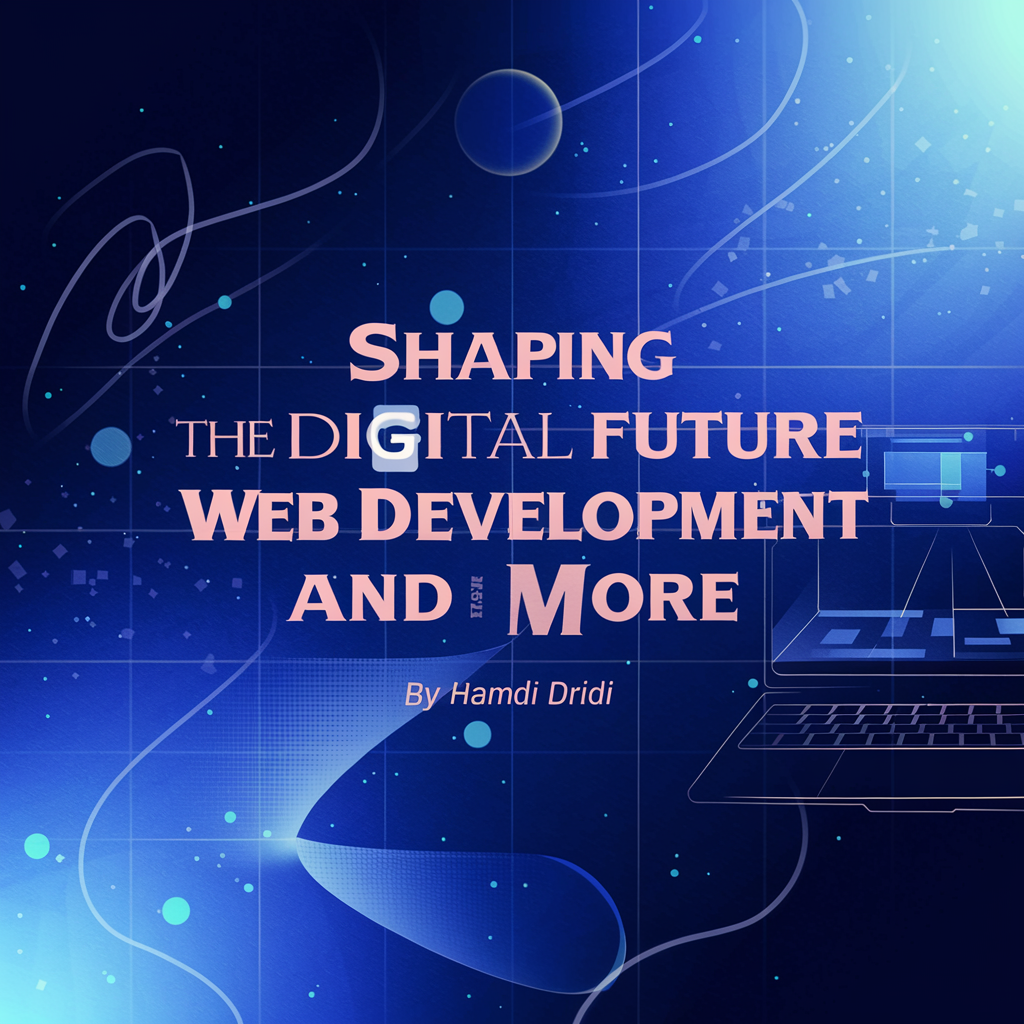 Shaping
the Digital Future
Web Development
and More
By Hamdi Dridi